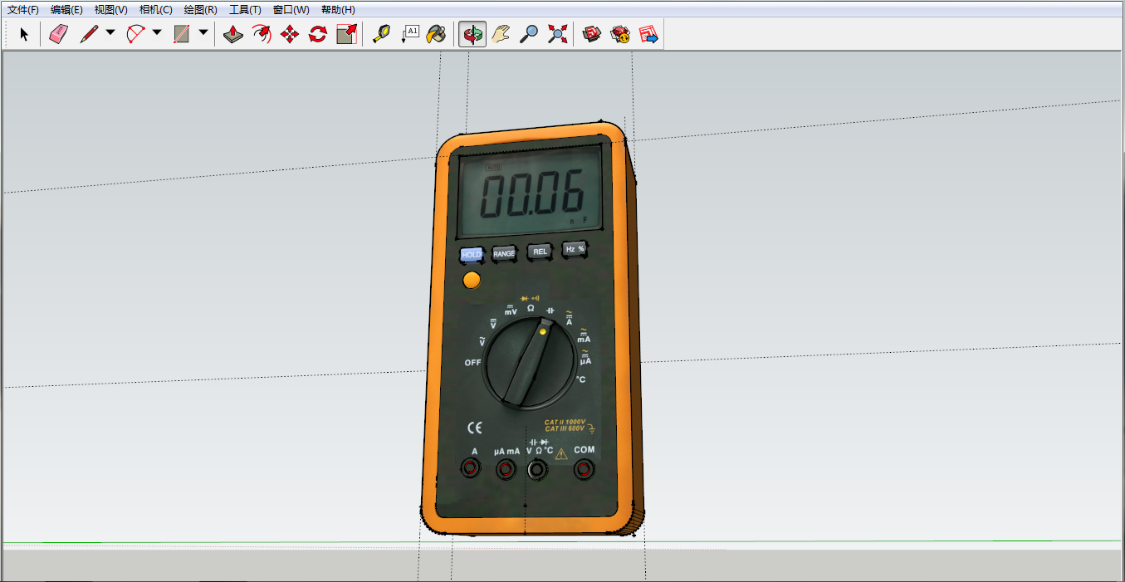 文件(F) 编辑(E) 视图(V) 相机(C) 绘图(R) 工具(T) 窗口(W) 帮助(H)
A1
00.06
n F
HOLD RANGE REL Hz %
mV Ω A
V mA
V µA
OFF °C
CE
CAT II 1000V
CAT III 600V
A µA mA V Ω °C COM